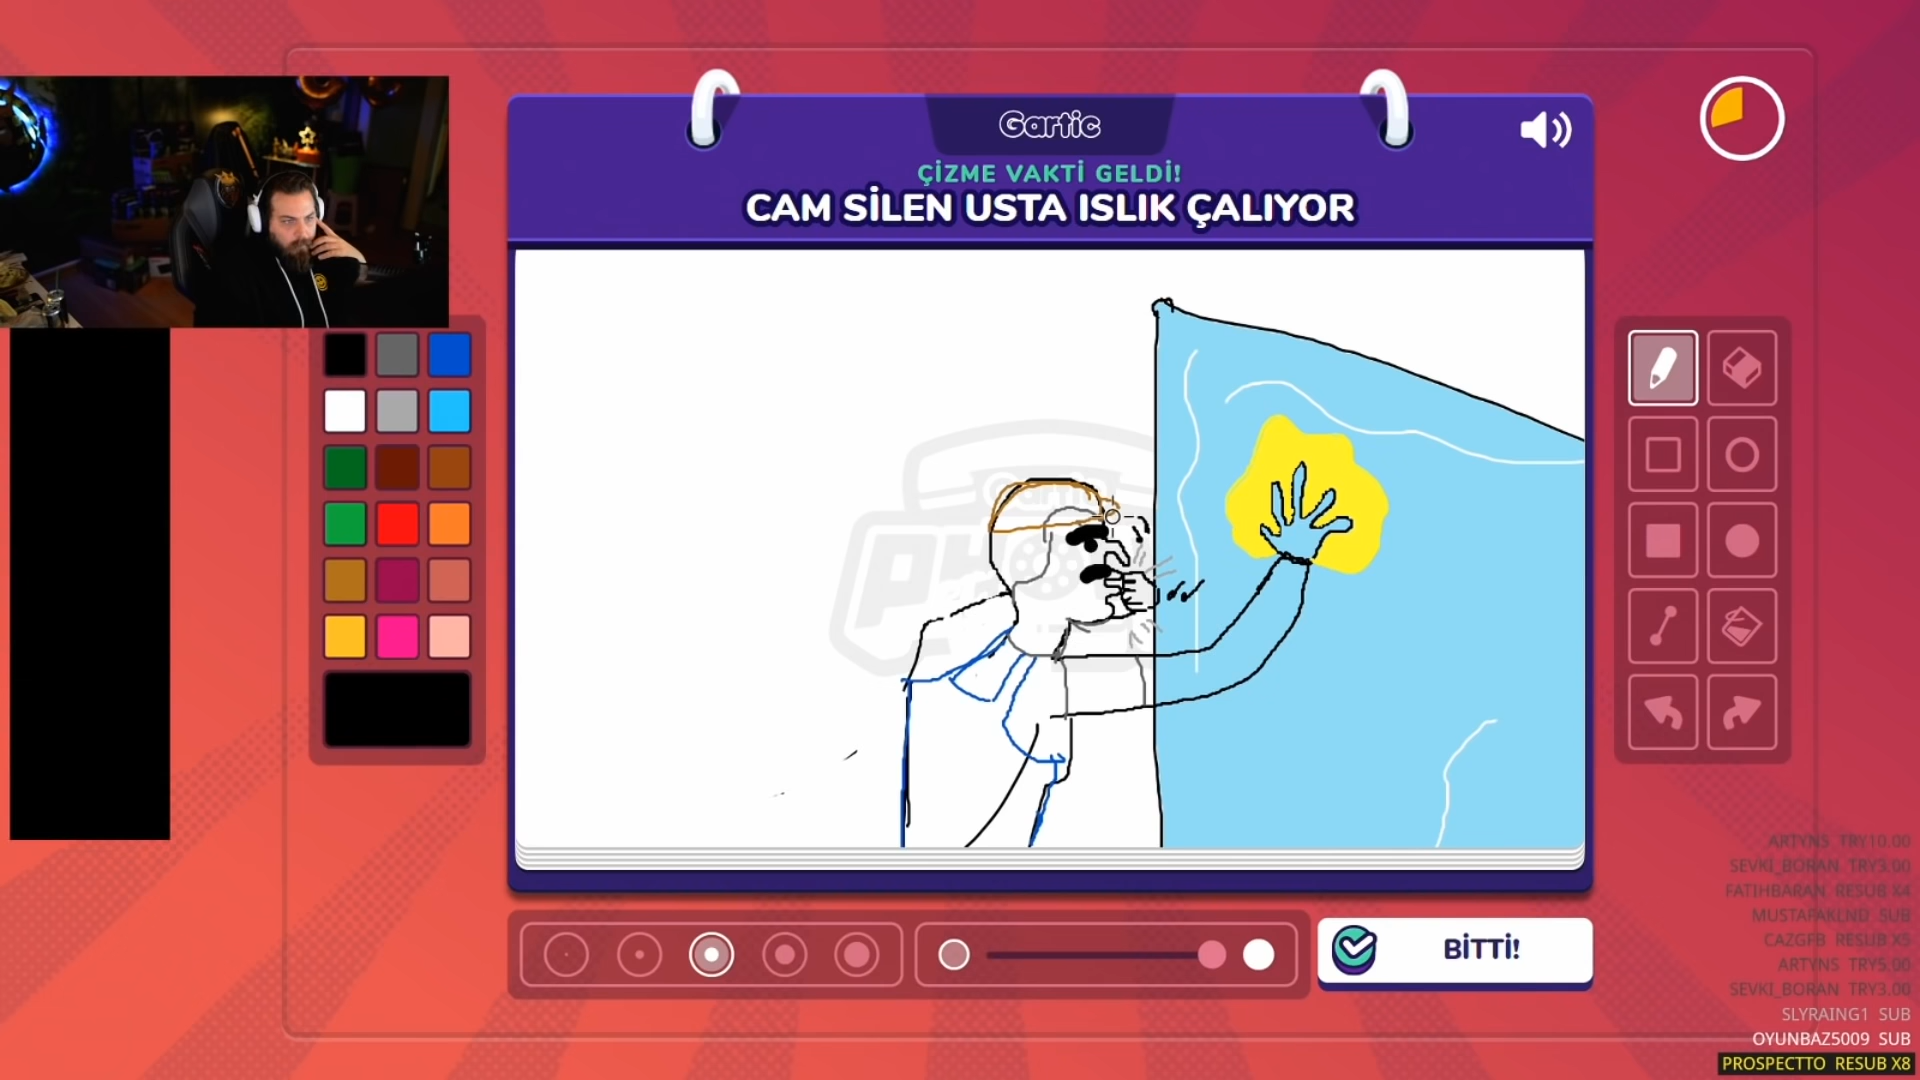 Gartic
ÇİZME VAKTİ GELDİ!
CAM SİLEN USTA ISLIK ÇALIYOR
BİTTİ!
ARTYNS TRY10.00
SEVKI_BORAN TRY3.00
FATIHBARAN RESUB X4
MUSTAFAKLND SUB
CAZGFB RESUB X5
ARTYNS TRY5.00
SEVKI_BORAN TRY3.00
SLYRAING1 SUB
OYUNBAZ5009 SUB
PROSPECTTO RESUB X8